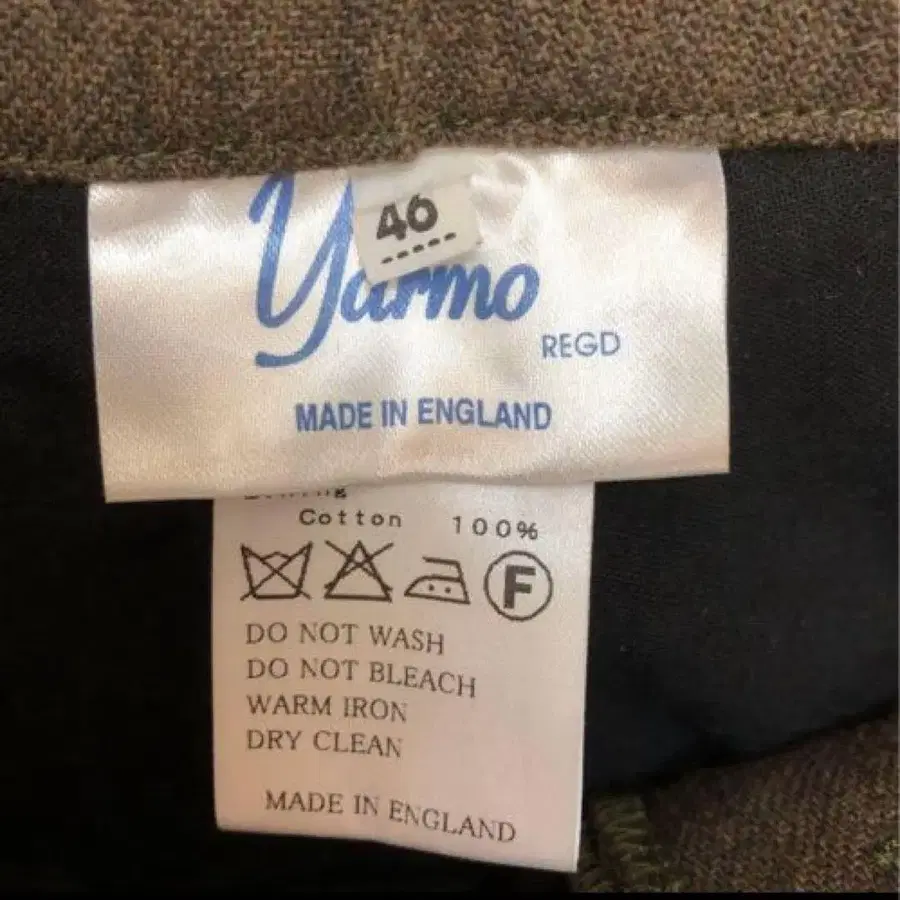 46
Yarmo
REGD
MADE IN ENGLAND
Cotton 100%
F
DO NOT WASH
DO NOT BLEACH
WARM IRON
DRY CLEAN
MADE IN ENGLAND